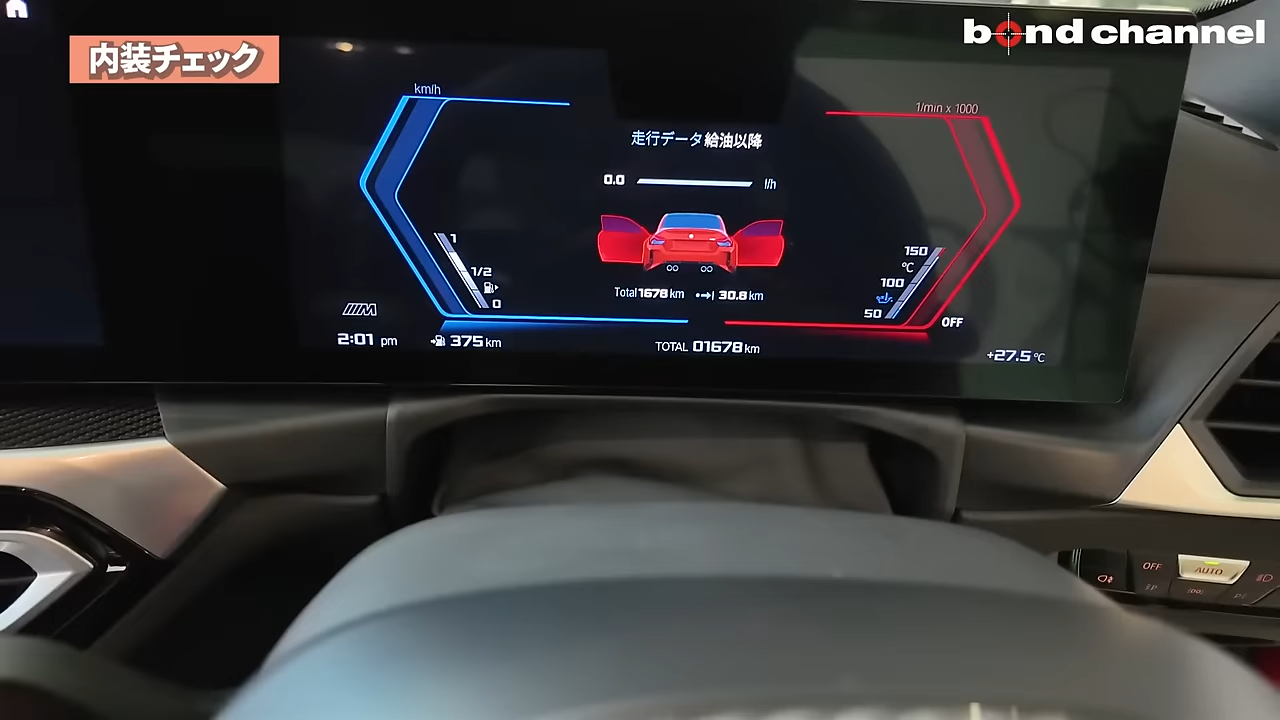 内装チェック
bond channel
km/h
1/min x 1000
走行データ給油以降
0.0 l/h
1
1/2
0
150
°C
100
50
Total 1678 km 30.8 km
OFF
M
2:01 pm
375 km
TOTAL 01678 km
+27.5 °C
OFF
AUTO